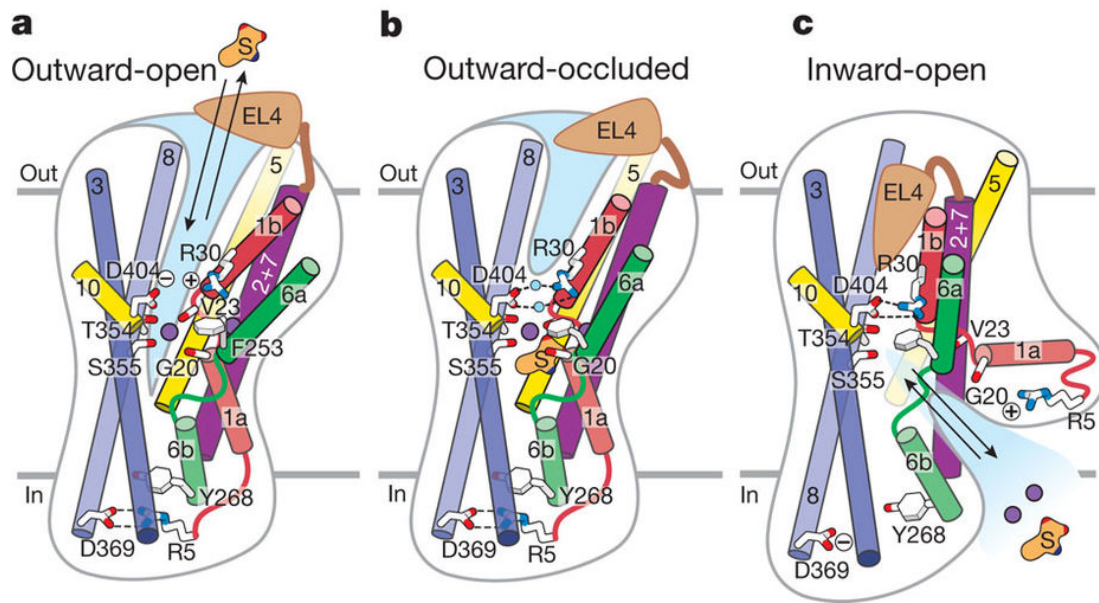 a
Outward-open
S
EL4
8
5
3
Out
1b
R30
D404
−
+
2+7
10
6a
V23
T354
F253
S355
G20
1a
6b
In
Y268
D369
R5
b
Outward-occluded
EL4
8
5
Out
3
1b
R30
D404
6a
10
T354
S
S355
G20
1a
6b
In
Y268
D369
R5
c
Inward-open
5
Out
3
8
EL4
1b
2+7
R30
D404
6a
10
V23
T354
1a
S355
G20
+
R5
6b
In
8
Y268
S
D369
−